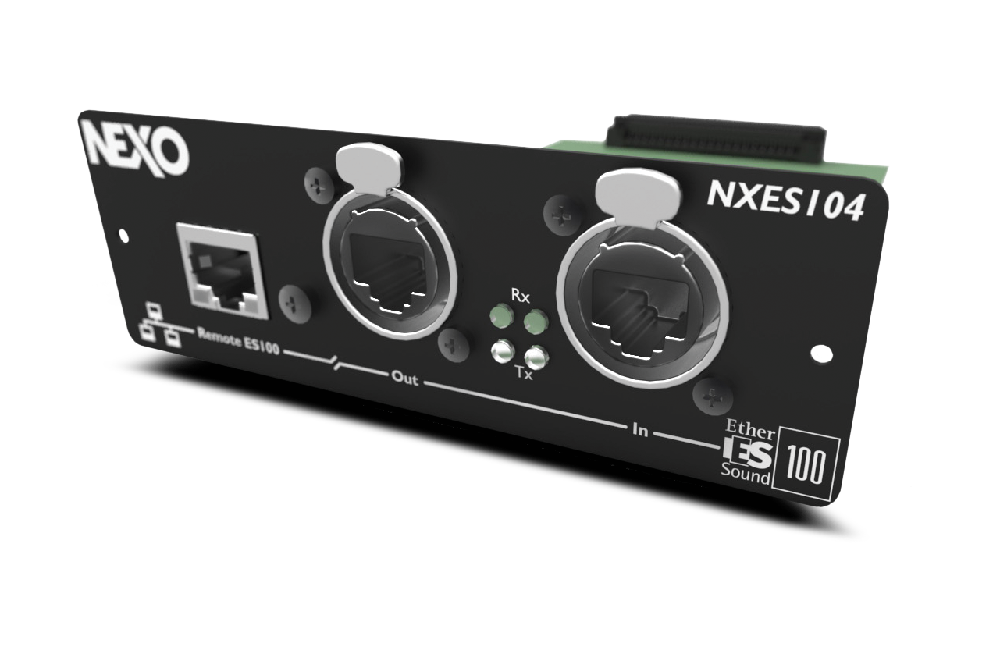 NEXO
NXES104
Rx
Tx
Remote ES100
Out
In
Ether
ES
Sound
100